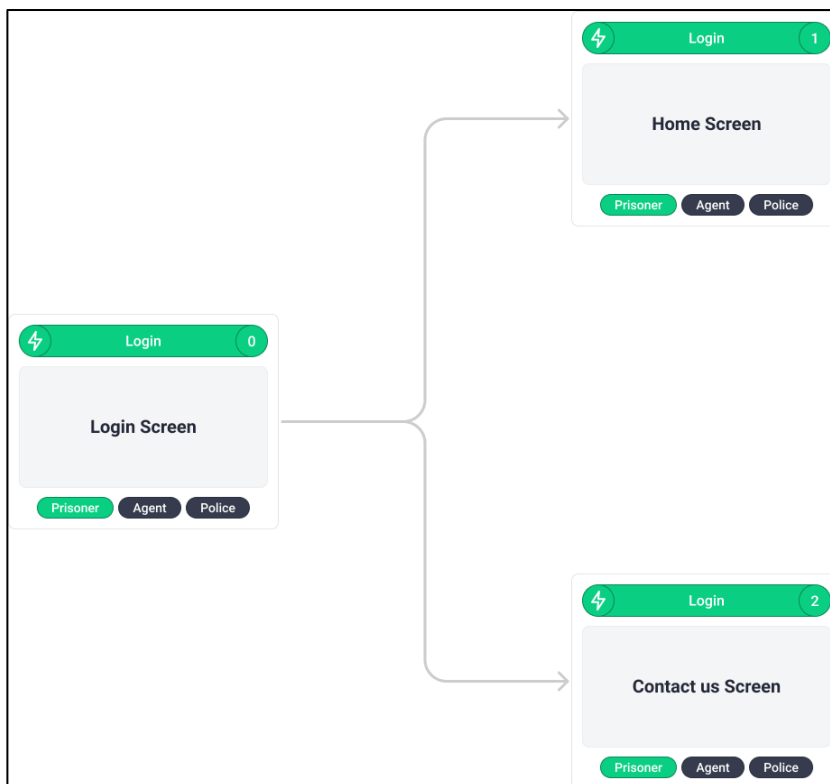 Login 1
Home Screen
Prisoner Agent Police
Login 0
Login Screen
Prisoner Agent Police
Login 2
Contact us Screen
Prisoner Agent Police